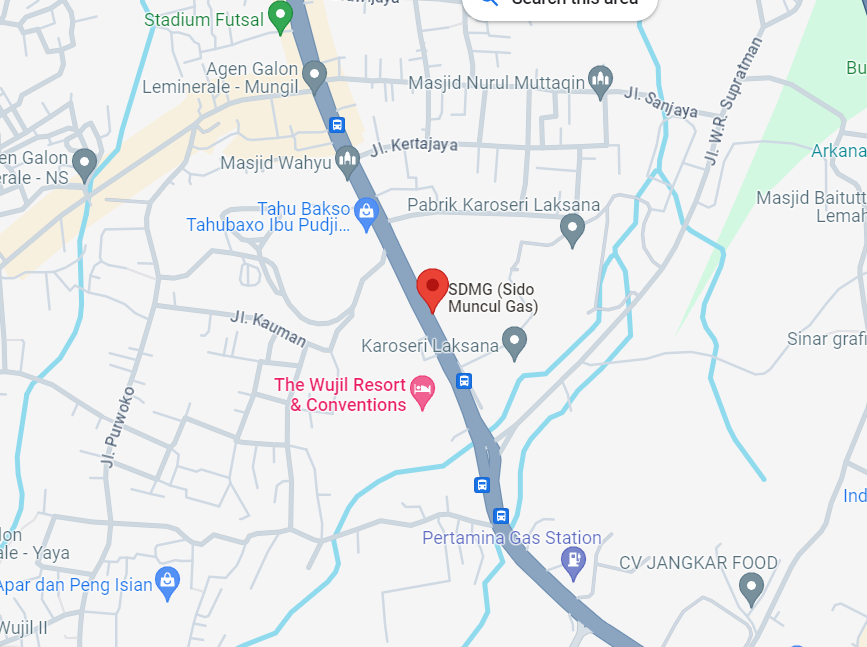 Search this area
Stadium Futsal
Agen Galon
Leminerale - Mungil
Masjid Nurul Muttaqin
Jl. Sanjaya
Jl. W.R. Supratman
Bu
Jl. Kertajaya
Masjid Wahyu
en Galon
erale - NS
Arkana
Tahu Bakso
Tahubaxo Ibu Pudji...
Pabrik Karoseri Laksana
Masjid Baitutt
Lemah
SDMG (Sido
Muncul Gas)
Jl. Kauman
Karoseri Laksana
Sinar grafi
The Wujil Resort
& Conventions
Jl. Purwoko
Ind
lon
ale - Yaya
Pertamina Gas Station
CV JANGKAR FOOD
Apar dan Peng Isian
Wujil II